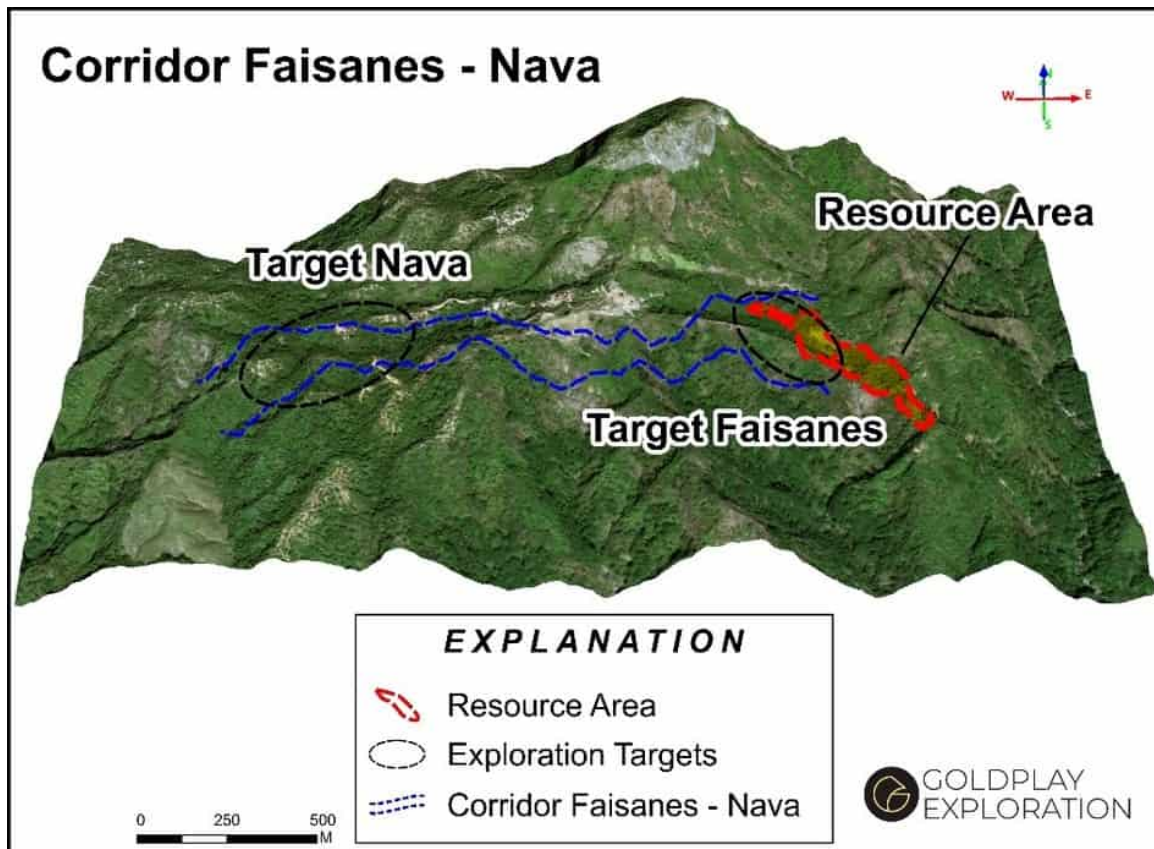 Corridor Faisanes - Nava
N
W E
S
Resource Area
Target Nava
Target Faisanes
EXPLANATION
Resource Area
Exploration Targets
Corridor Faisanes - Nava
0 250 500
M
GOLDPLAY
EXPLORATION